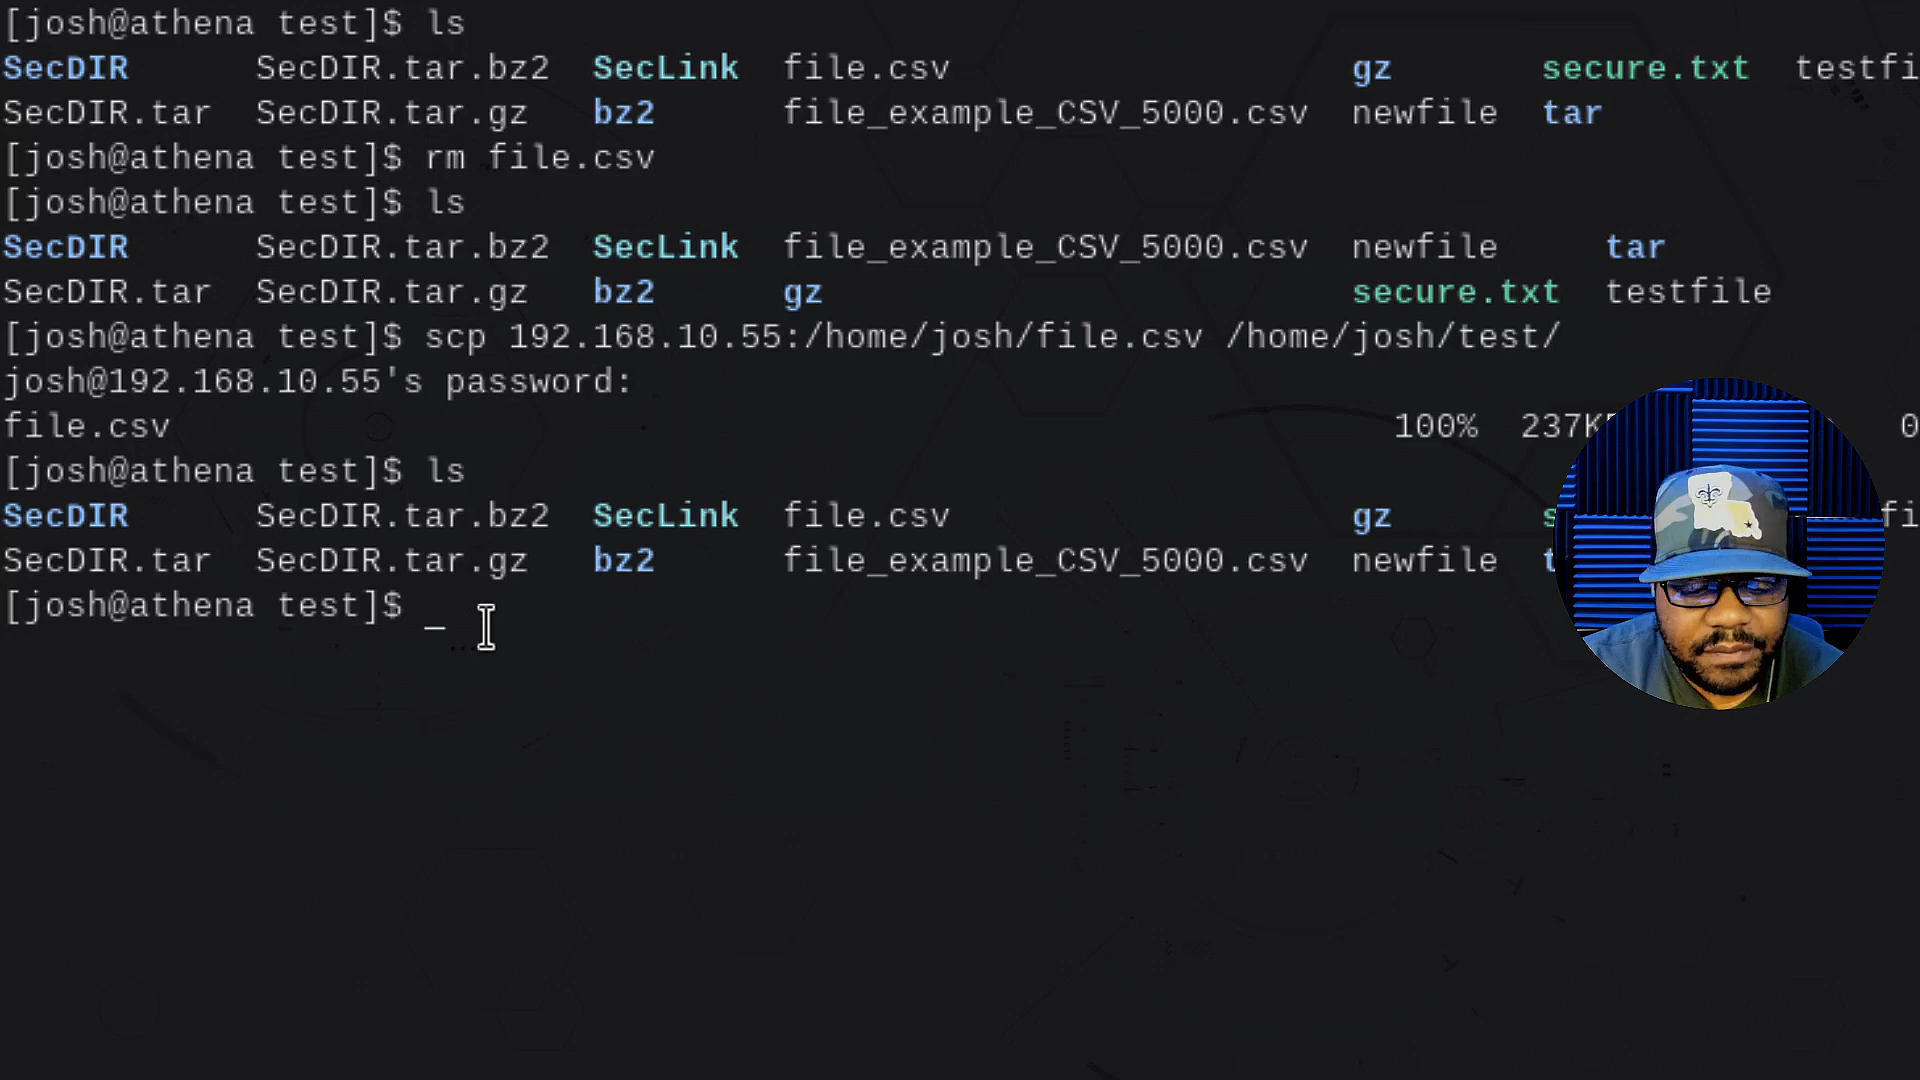 [josh@athena test]$ ls
SecDIR SecDIR.tar.bz2 SecLink file.csv gz secure.txt testfi
SecDIR.tar SecDIR.tar.gz bz2 file_example_CSV_5000.csv newfile tar
[josh@athena test]$ rm file.csv
[josh@athena test]$ ls
SecDIR SecDIR.tar.bz2 SecLink file_example_CSV_5000.csv newfile tar
SecDIR.tar SecDIR.tar.gz bz2 gz secure.txt testfile
[josh@athena test]$ scp 192.168.10.55:/home/josh/file.csv /home/josh/test/
josh@192.168.10.55's password:
file.csv 100% 237K 0
[josh@athena test]$ ls
SecDIR SecDIR.tar.bz2 SecLink file.csv gz s fi
SecDIR.tar SecDIR.tar.gz bz2 file_example_CSV_5000.csv newfile t
[josh@athena test]$ _